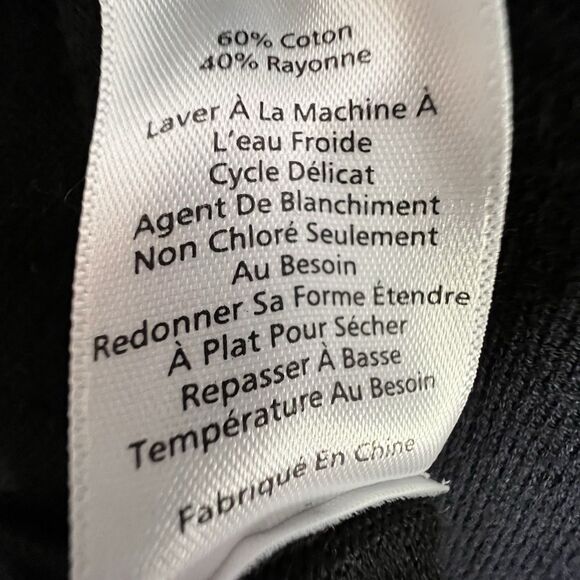 60% Coton
40% Rayonne
Laver À La Machine À
L'eau Froide
Cycle Délicat
Agent De Blanchiment
Non Chloré Seulement
Au Besoin
Redonner Sa Forme Étendre
À Plat Pour Sécher
Repasser À Basse
Température Au Besoin
Fabriqué En Chine